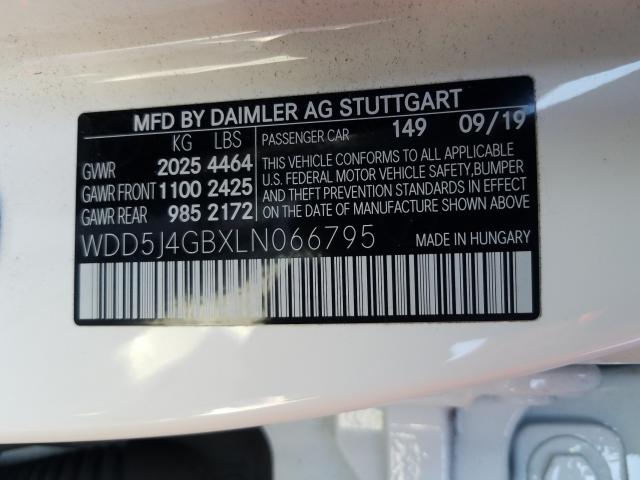 MFD BY DAIMLER AG STUTTGART
KG LBS PASSENGER CAR 149 09/19
GVWR 2025 4464
GAWR FRONT 1100 2425
GAWR REAR 985 2172
THIS VEHICLE CONFORMS TO ALL APPLICABLE
U.S. FEDERAL MOTOR VEHICLE SAFETY,BUMPER
AND THEFT PREVENTION STANDARDS IN EFFECT
ON THE DATE OF MANUFACTURE SHOWN ABOVE.
WDD5J4GBXLN066795 MADE IN HUNGARY